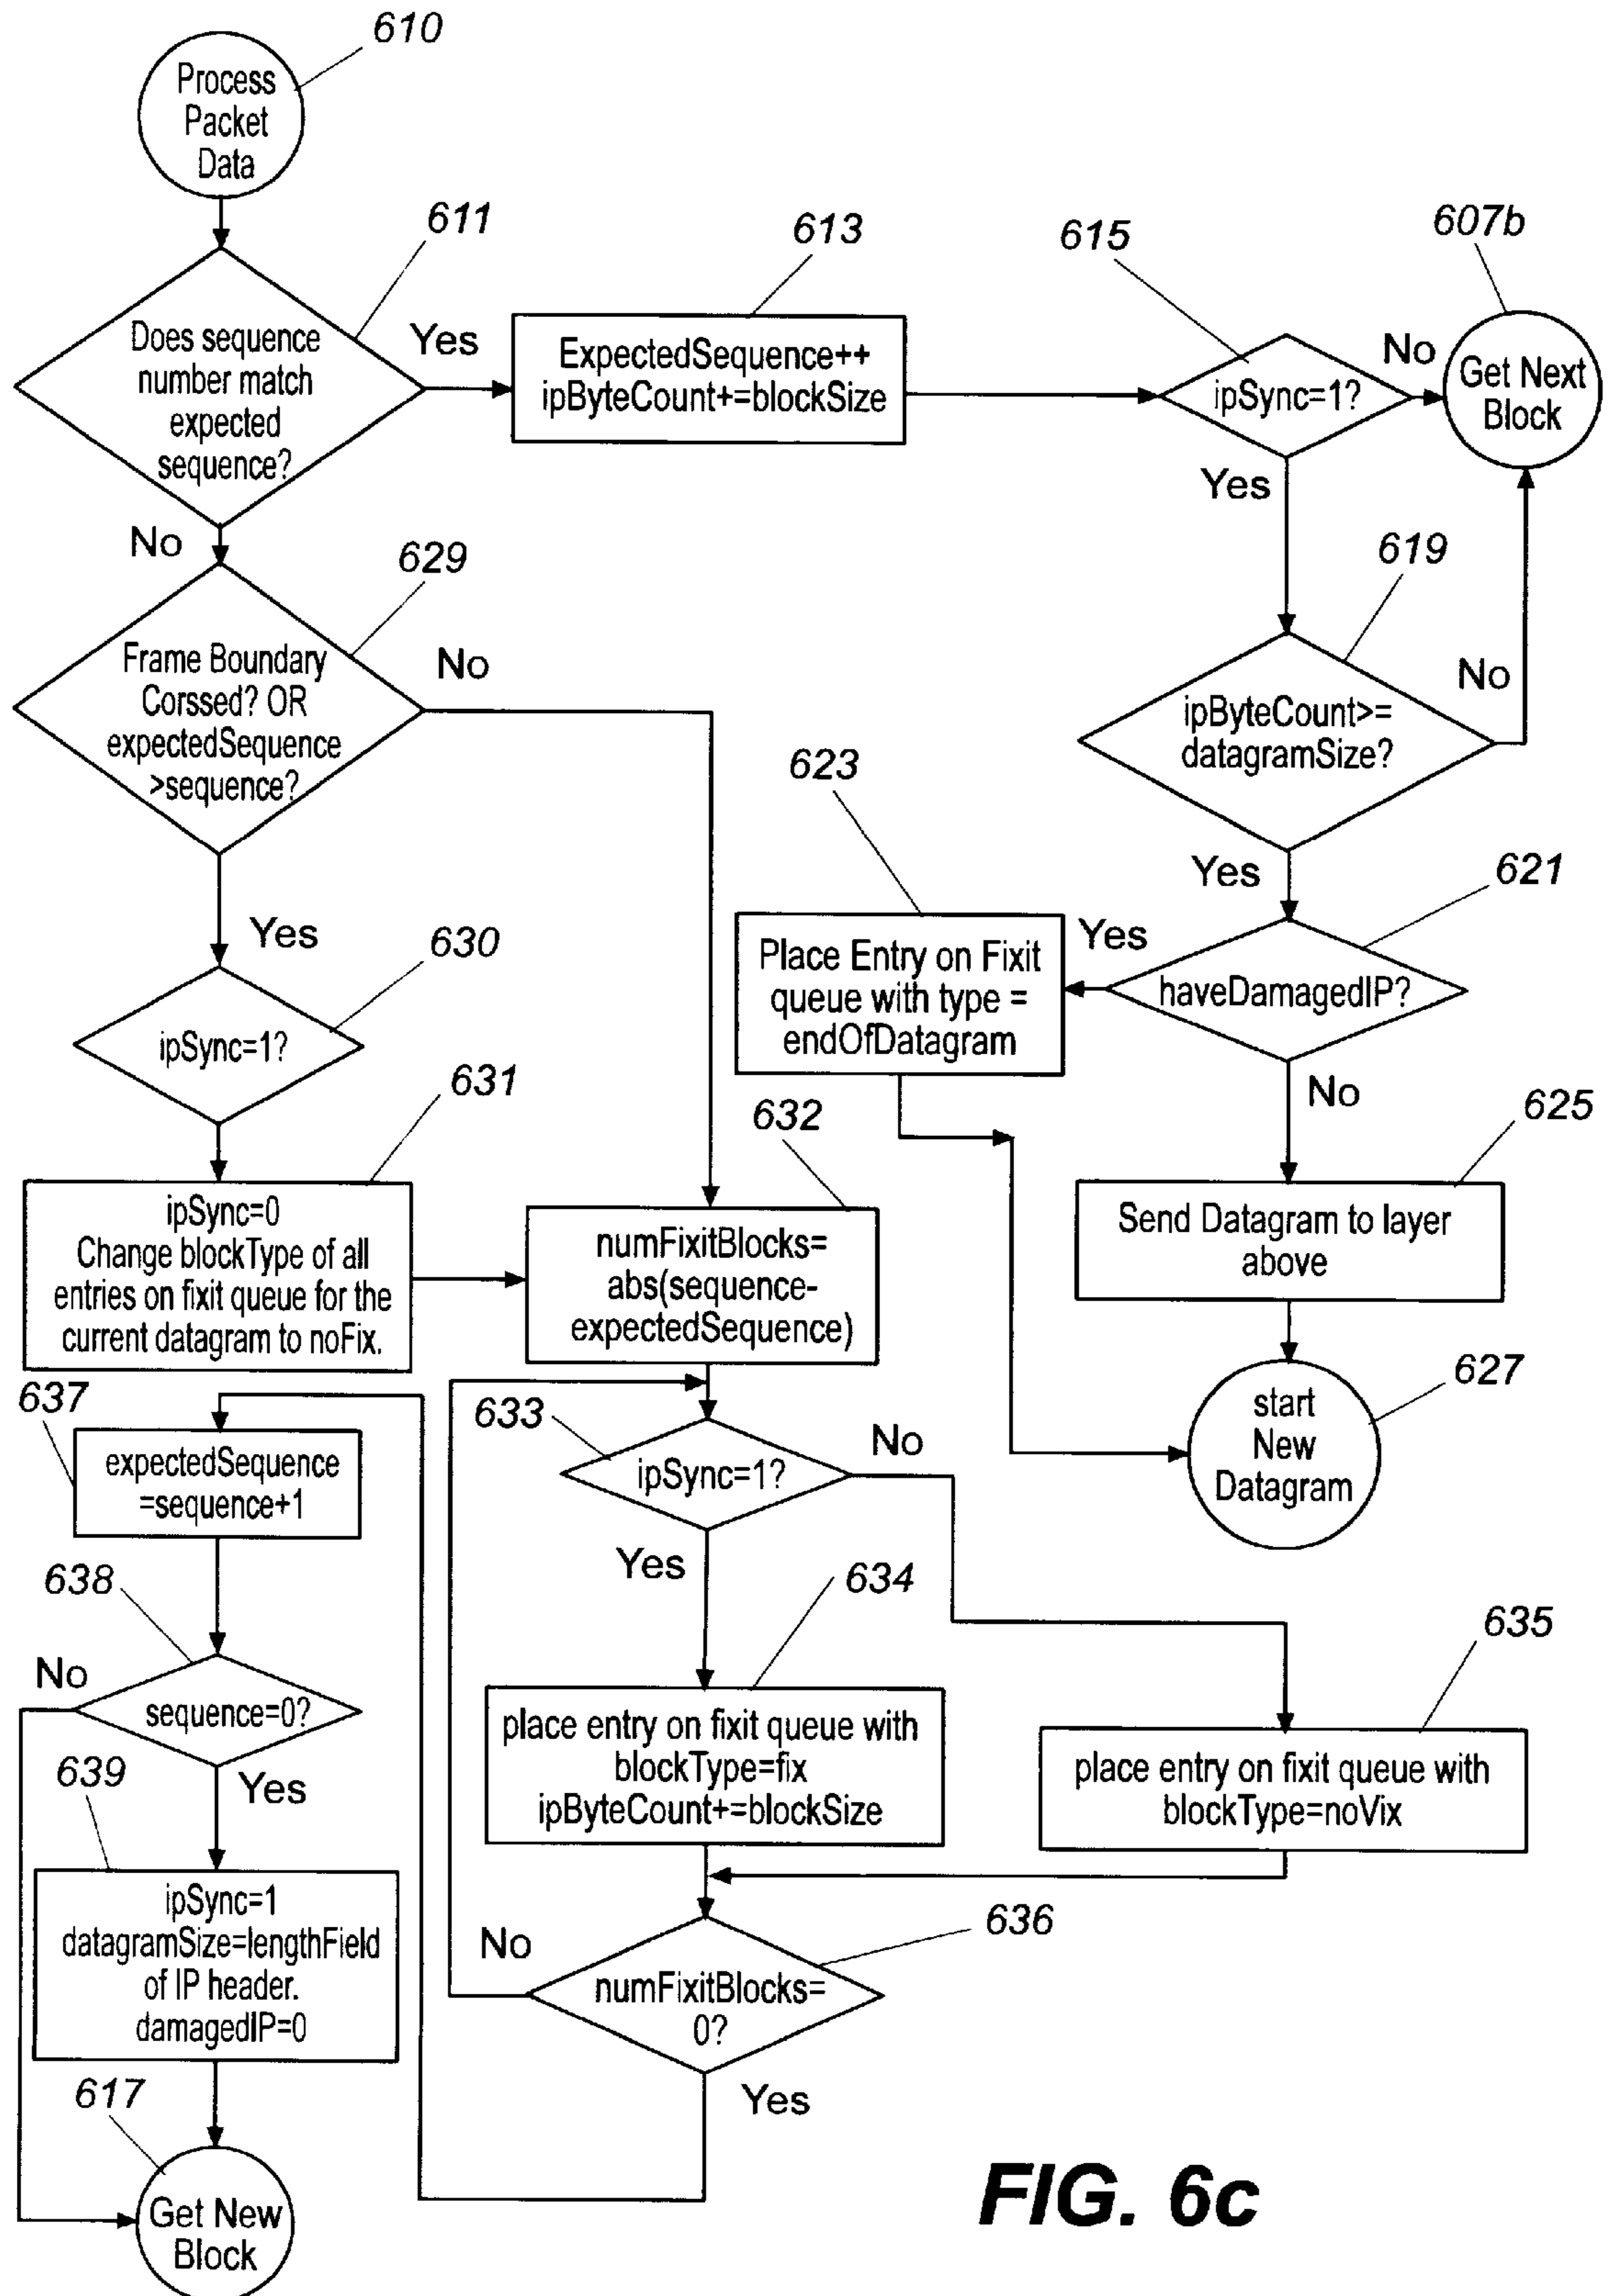 610
Process
Packet
Data
611
Does sequence
number match
expected
sequence?
Yes
613
ExpectedSequence++
ipByteCount+=blockSize
615
ipSync=1?
No
607b
Get Next
Block
Yes
No
629
Frame Boundary
Corssed? OR
expectedSequence
>sequence?
No
619
ipByteCount>=
datagramSize?
No
Yes
621
haveDamagedIP?
Yes
623
Place Entry on Fixit
queue with type =
endOfDatagram
No
625
Send Datagram to layer
above
627
start
New
Datagram
Yes
630
ipSync=1?
631
ipSync=0
Change blockType of all
entries on fixit queue for the
current datagram to noFix.
632
numFixitBlocks=
abs(sequence-
expectedSequence)
633
ipSync=1?
No
Yes
634
place entry on fixit queue with
blockType=fix
ipByteCount+=blockSize
635
place entry on fixit queue with
blockType=noVix
636
numFixitBlocks=
0?
No
Yes
637
expectedSequence
=sequence+1
638
sequence=0?
No
Yes
639
ipSync=1
datagramSize=lengthField
of IP header.
damagedIP=0
617
Get New
Block
FIG. 6c